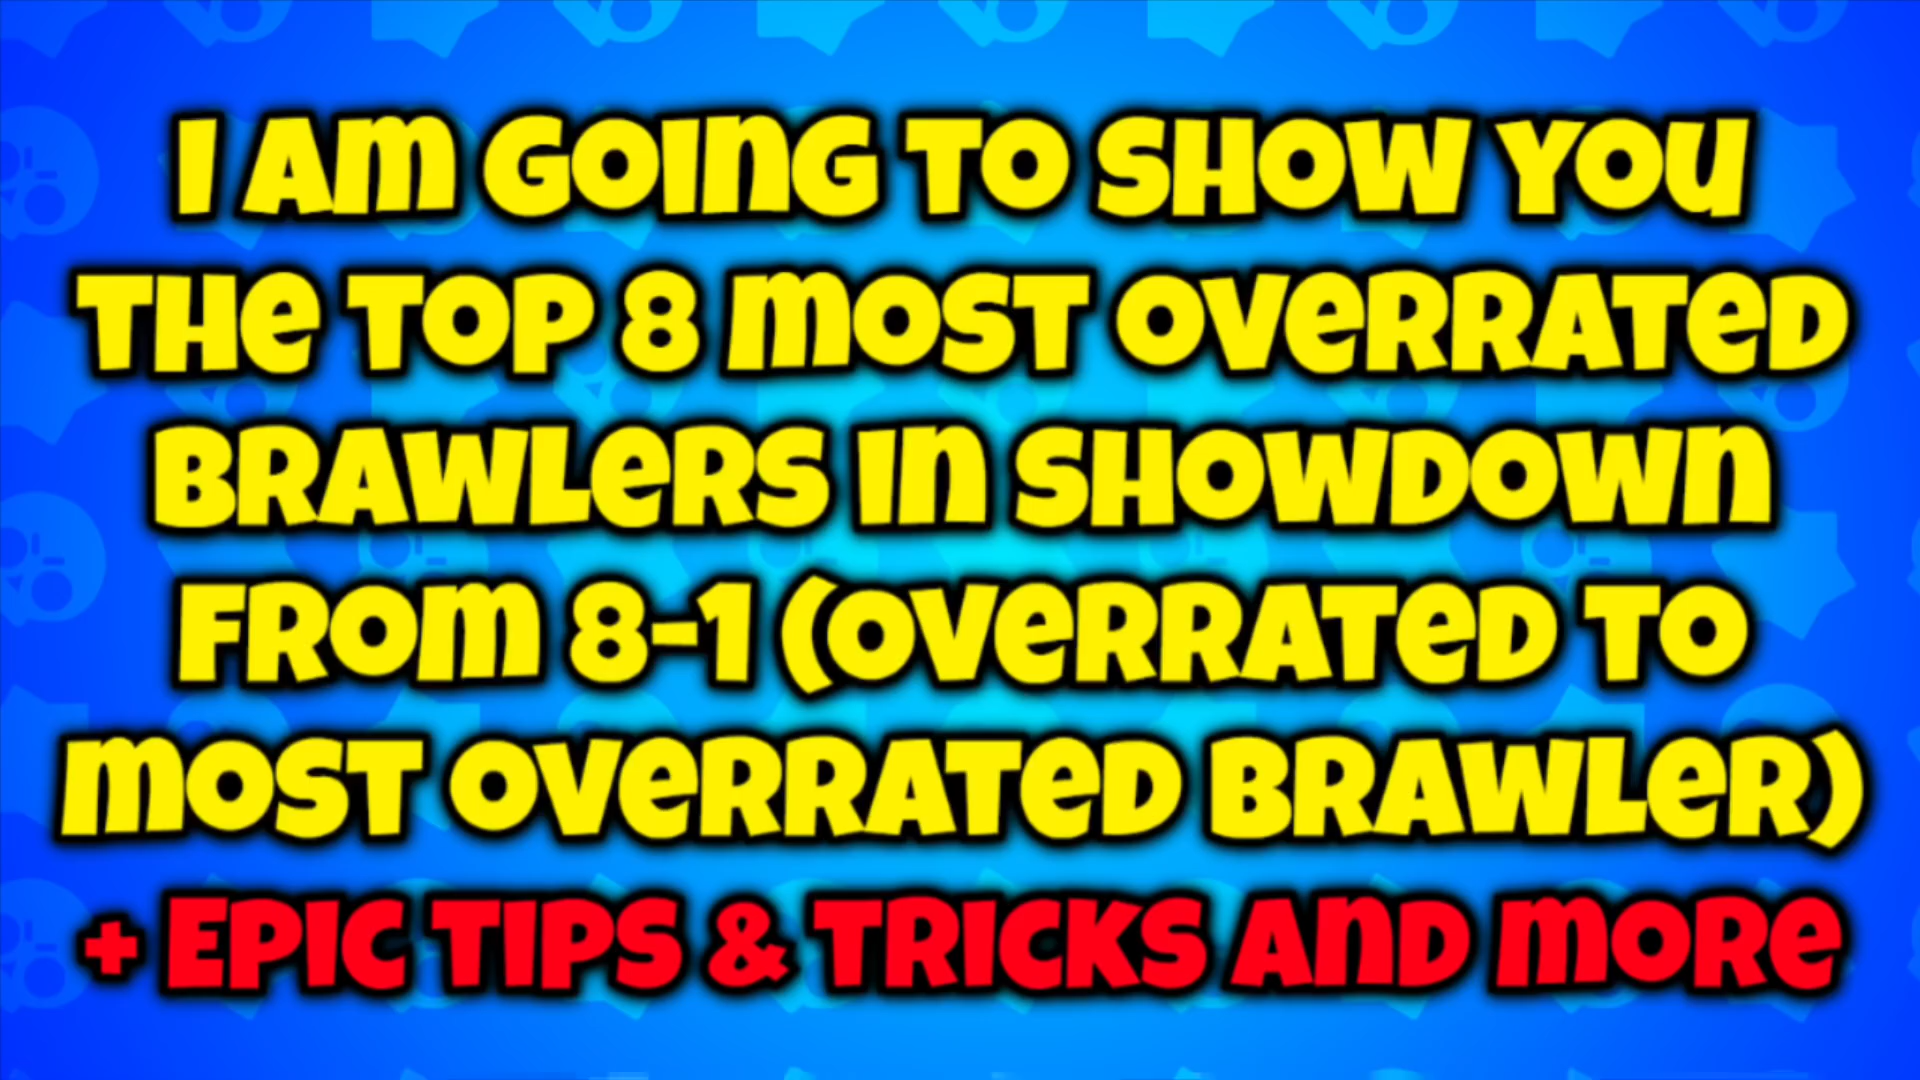 I AM GOING TO SHOW YOU
THE TOP 8 MOST OVERRATED
BRAWLERS IN SHOWDOWN
FROM 8-1 (OVERRATED TO
MOST OVERRATED BRAWLER)
+ EPIC TIPS & TRICKS AND MORE